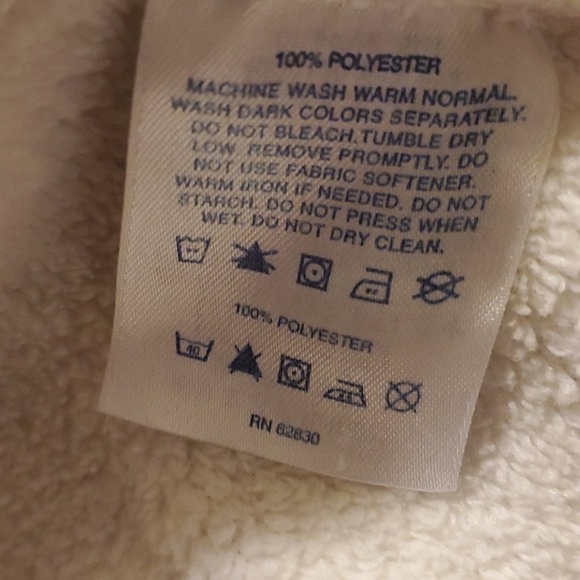 100% POLYESTER
MACHINE WASH WARM NORMAL.
WASH DARK COLORS SEPARATELY.
DO NOT BLEACH.TUMBLE DRY
LOW. REMOVE PROMPTLY. DO
NOT USE FABRIC SOFTENER.
WARM IRON IF NEEDED. DO NOT
STARCH. DO NOT PRESS WHEN
WET. DO NOT DRY CLEAN.
100% POLYESTER
40
RN 62830